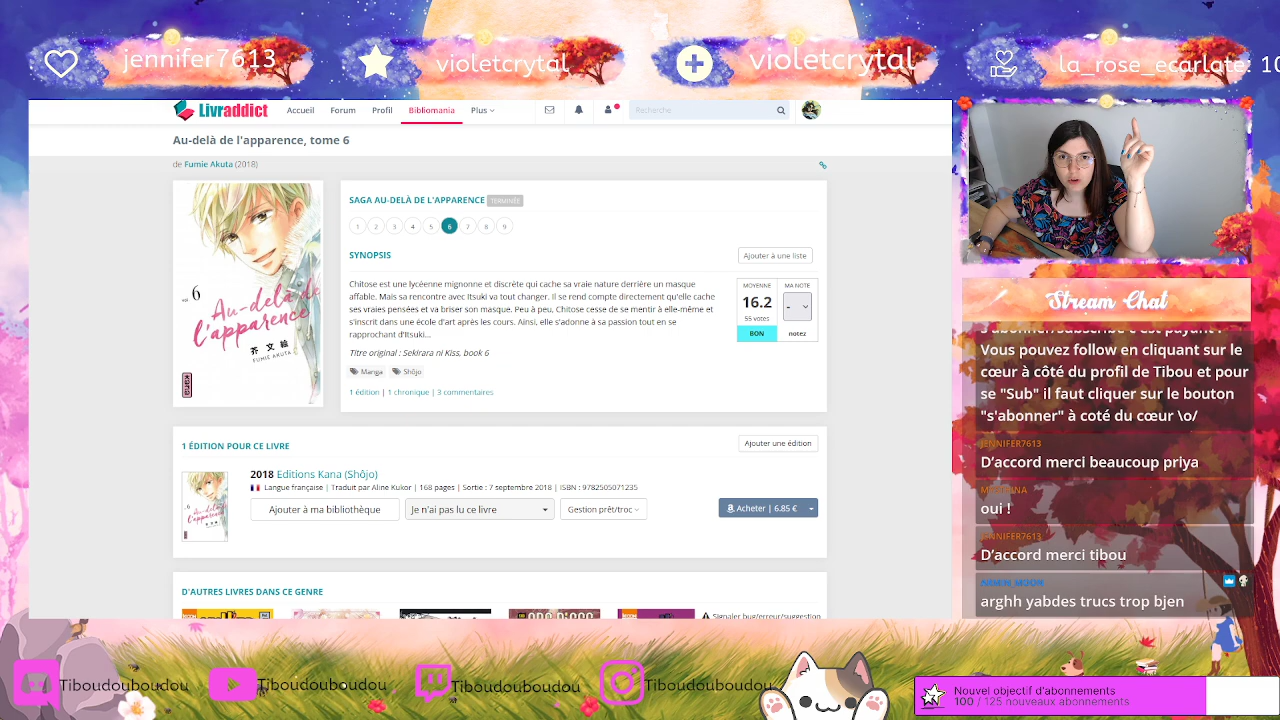 jennifer7613
violetcrytal
violetcrytal
la_rose_ecarlate: 10
Livraddict
Accueil
Forum
Profil
Bibliomania
Plus
Recherche
Au-delà de l'apparence, tome 6
de Fumie Akuta (2018)
vol. 6
Au-delà de
l'apparence
芥文絵
FUMIE AKUTA
KANA
SAGA AU-DELÀ DE L'APPARENCE TERMINÉE
1 2 3 4 5 6 7 8 9
SYNOPSIS
Ajouter à une liste
Chitose est une lycéenne mignonne et discrète qui cache sa vraie nature derrière un masque
affable. Mais sa rencontre avec Itsuki va tout changer. Il se rend compte directement qu'elle cache
ses vraies pensées et va briser son masque. Peu à peu, Chitose cesse de se mentir à elle-même et
s'inscrit dans une école d'art après les cours. Ainsi, elle s'adonne à sa passion tout en se
rapprochant d'Itsuki...
MOYENNE
16.2
55 votes
BON
MA NOTE
-
notez
Titre original : Sekirara ni Kiss, book 6
Manga
Shôjo
1 édition | 1 chronique | 3 commentaires
1 ÉDITION POUR CE LIVRE
Ajouter une édition
2018 Editions Kana (Shôjo)
Langue française | Traduit par Aline Kukor | 168 pages | Sortie : 7 septembre 2018 | ISBN : 9782505071235
Ajouter à ma bibliothèque
Je n'ai pas lu ce livre
Gestion prêt/troc
Acheter | 6.85 €
D'AUTRES LIVRES DANS CE GENRE
Signaler bug/erreur/suggestion
Stream Chat
s'abonner/subscribe c'est payant !
Vous pouvez follow en cliquant sur le
cœur à côté du profil de Tibou et pour
se "Sub" il faut cliquer sur le bouton
"s'abonner" à coté du cœur \o/
JENNIFER7613
D'accord merci beaucoup priya
oui !
JENNIFER7613
D'accord merci tibou
ARMIN_MOON
arghh yabdes trucs trop bjen
Tiboudouboudou
Tiboudouboudou
Tiboudouboudou
Tiboudouboudou
Nouvel objectif d'abonnements
100 / 125 nouveaux abonnements